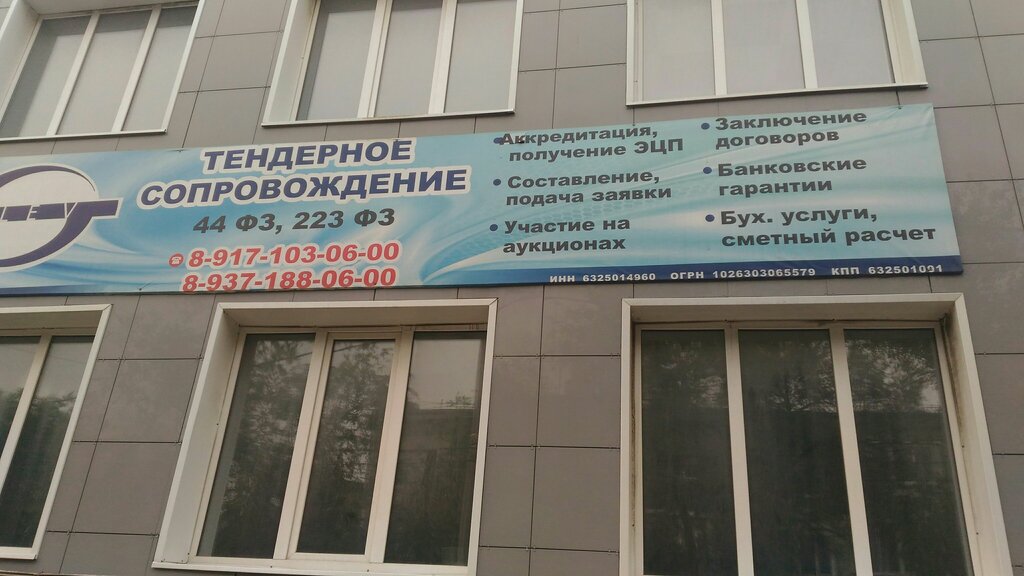 ТЕНДЕРНОЕ
СОПРОВОЖДЕНИЕ
44 ФЗ, 223 ФЗ
8-917-103-06-00
8-937-188-06-00
• Аккредитация,
получение ЭЦП
• Составление,
подача заявки
• Участие на
аукционах
• Заключение
договоров
• Банковские
гарантии
• Бух. услуги,
сметный расчет
ИНН 6325014960 ОГРН 1026303065579 КПП 632501091